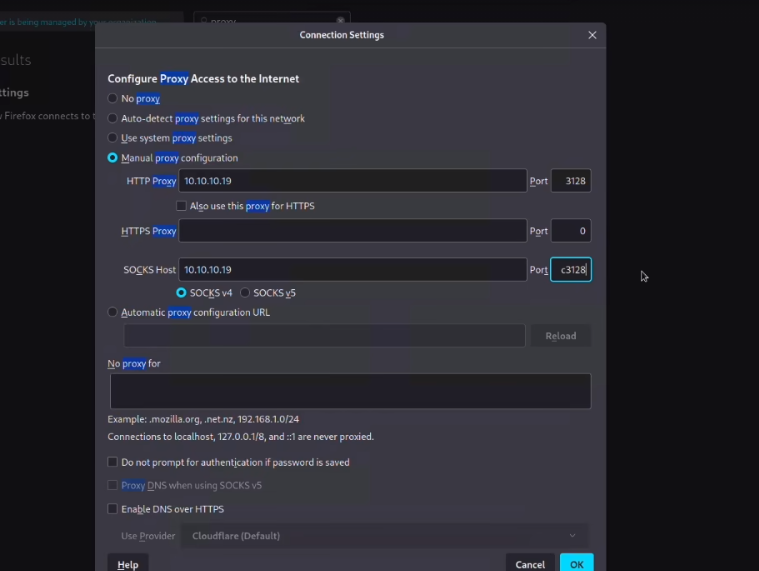 er is being managed by your organization.
proxy
Connection Settings
sults
ttings
Firefox connects to t
Configure Proxy Access to the Internet
No proxy
Auto-detect proxy settings for this network
Use system proxy settings
Manual proxy configuration
HTTP Proxy 10.10.10.19 Port 3128
Also use this proxy for HTTPS
HTTPS Proxy Port 0
SOCKS Host 10.10.10.19 Port c3128
SOCKS v4 SOCKS v5
Automatic proxy configuration URL
Reload
No proxy for
Example: .mozilla.org, .net.nz, 192.168.1.0/24
Connections to localhost, 127.0.0.1/8, and ::1 are never proxied.
Do not prompt for authentication if password is saved
Proxy DNS when using SOCKS v5
Enable DNS over HTTPS
Use Provider Cloudflare (Default)
Help Cancel OK